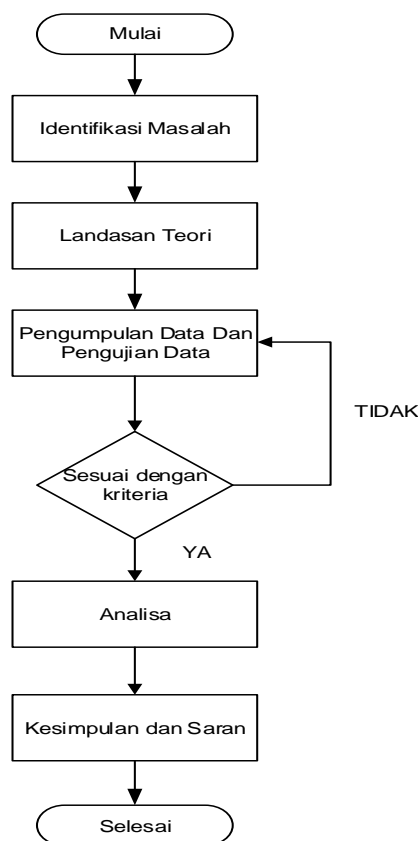 Mulai
Identifikasi Masalah
Landasan Teori
Pengumpulan Data Dan
Pengujian Data
TIDAK
Sesuai dengan
kriteria
YA
Analisa
Kesimpulan dan Saran
Selesai